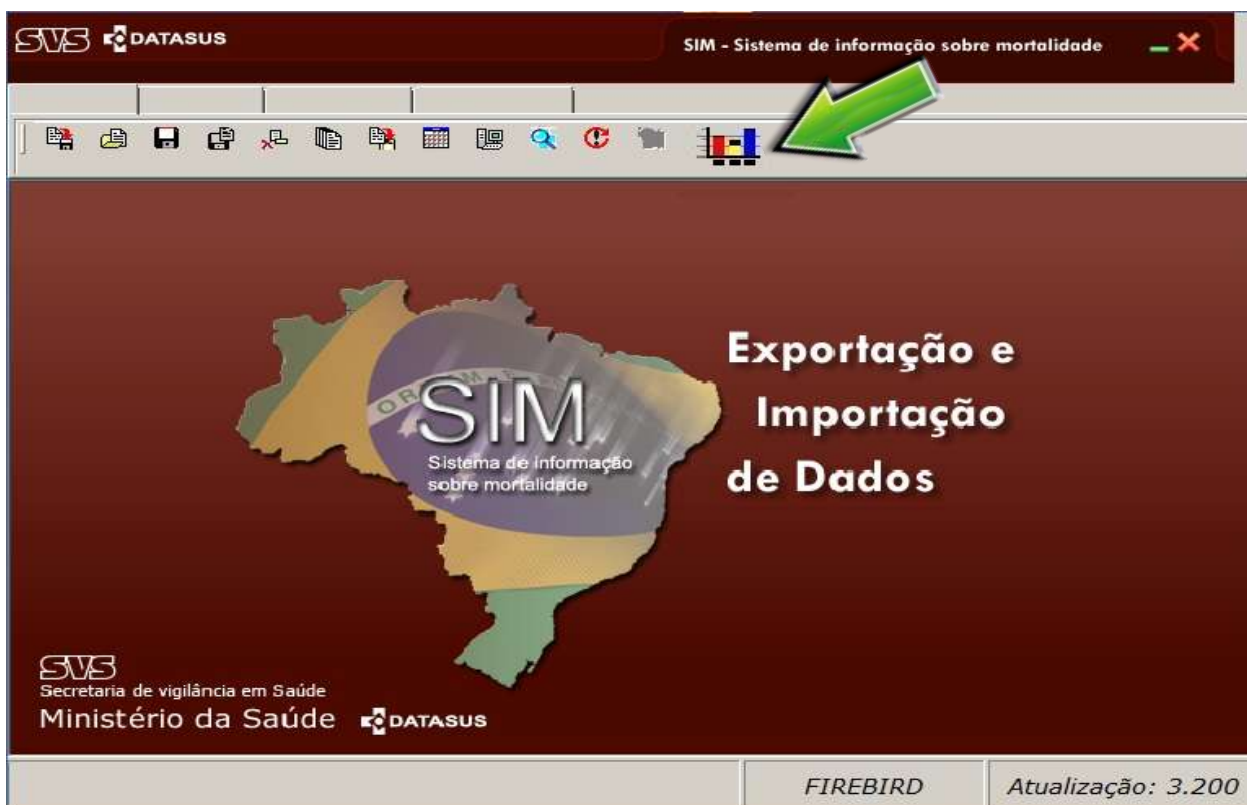 SVS DATASUS
SIM - Sistema de informação sobre mortalidade
Exportação e
Importação
de Dados
SIM
Sistema de Informação
sobre mortalidade
SVS
Secretaria de vigilância em Saúde
Ministério da Saúde DATASUS
FIREBIRD
Atualização: 3.200